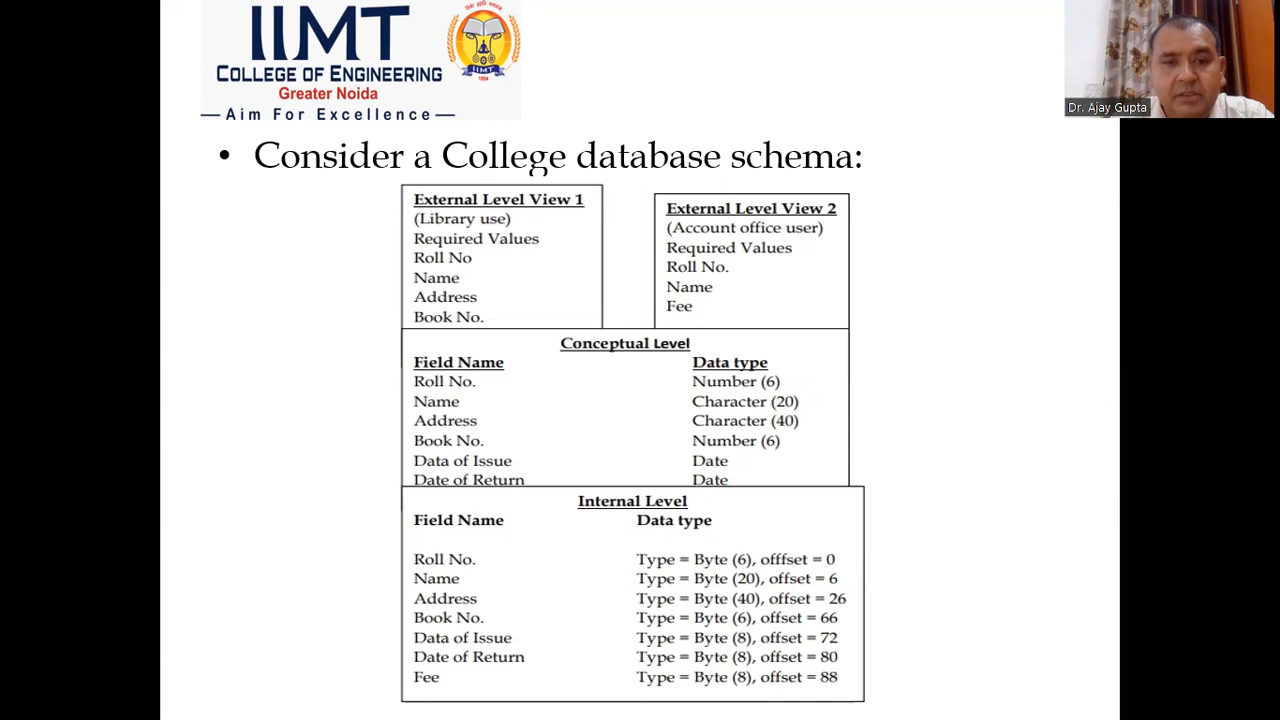 IIMT
COLLEGE OF ENGINEERING
Greater Noida
— Aim For Excellence —
IIMT
1994
Dr. Ajay Gupta
• Consider a College database schema:
External Level View 1
(Library use)
Required Values
Roll No
Name
Address
Book No.
External Level View 2
(Account office user)
Required Values
Roll No.
Name
Fee
Conceptual Level
Field Name Data type
Roll No. Number (6)
Name Character (20)
Address Character (40)
Book No. Number (6)
Data of Issue Date
Date of Return Date
Internal Level
Field Name Data type
Roll No. Type = Byte (6), offfset = 0
Name Type = Byte (20), offset = 6
Address Type = Byte (40), offset = 26
Book No. Type = Byte (6), offset = 66
Data of Issue Type = Byte (8), offset = 72
Date of Return Type = Byte (8), offset = 80
Fee Type = Byte (8), offset = 88